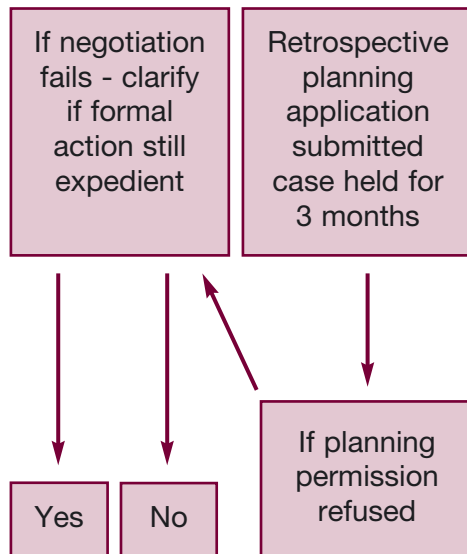 If negotiation
fails - clarify
if formal
action still
expedient
Retrospective
planning
application
submitted
case held for
3 months
If planning
permission
refused
Yes
No